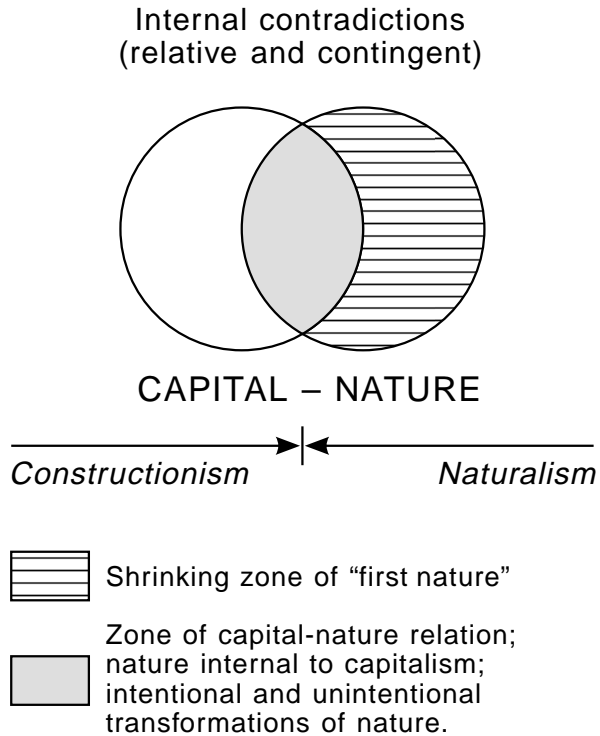 Internal contradictions
(relative and contingent)
CAPITAL – NATURE
Constructionism Naturalism
Shrinking zone of “first nature”
Zone of capital-nature relation;
nature internal to capitalism;
intentional and unintentional
transformations of nature.